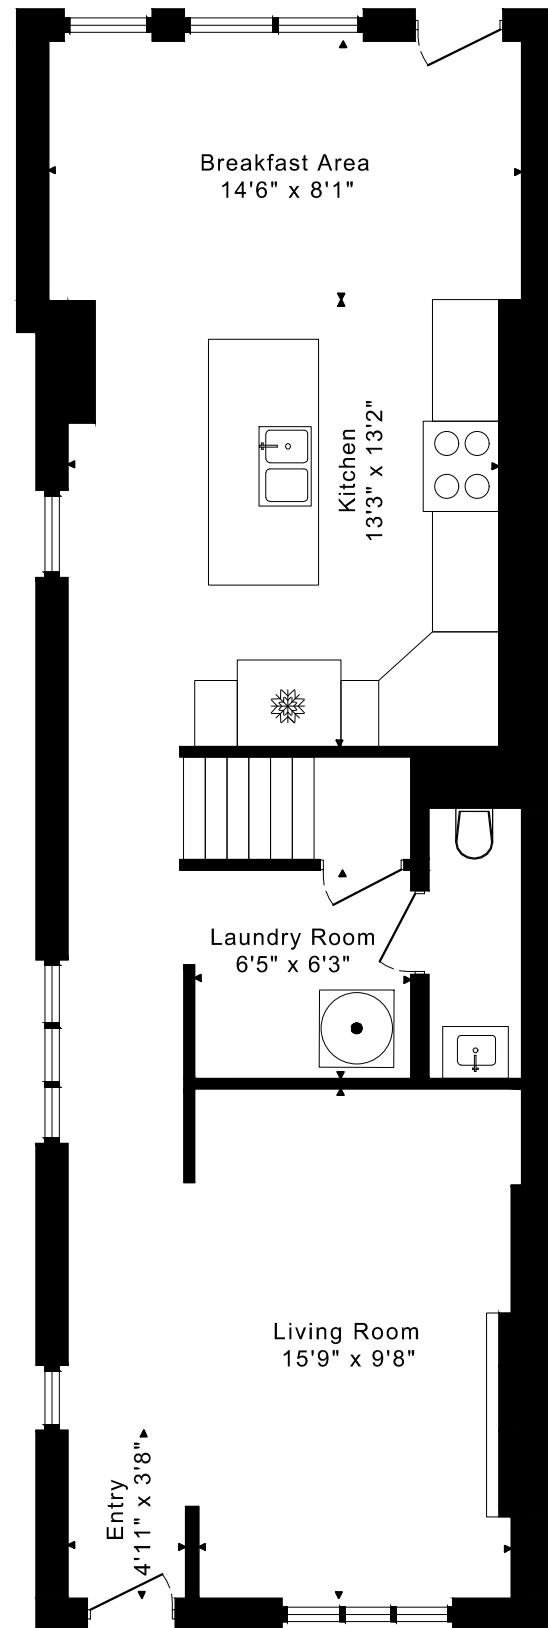 Breakfast Area
14'6" x 8'1"
Kitchen
13'3" x 13'2"
Laundry Room
6'5" x 6'3"
Living Room
15'9" x 9'8"
Entry
4'11" x 3'8"